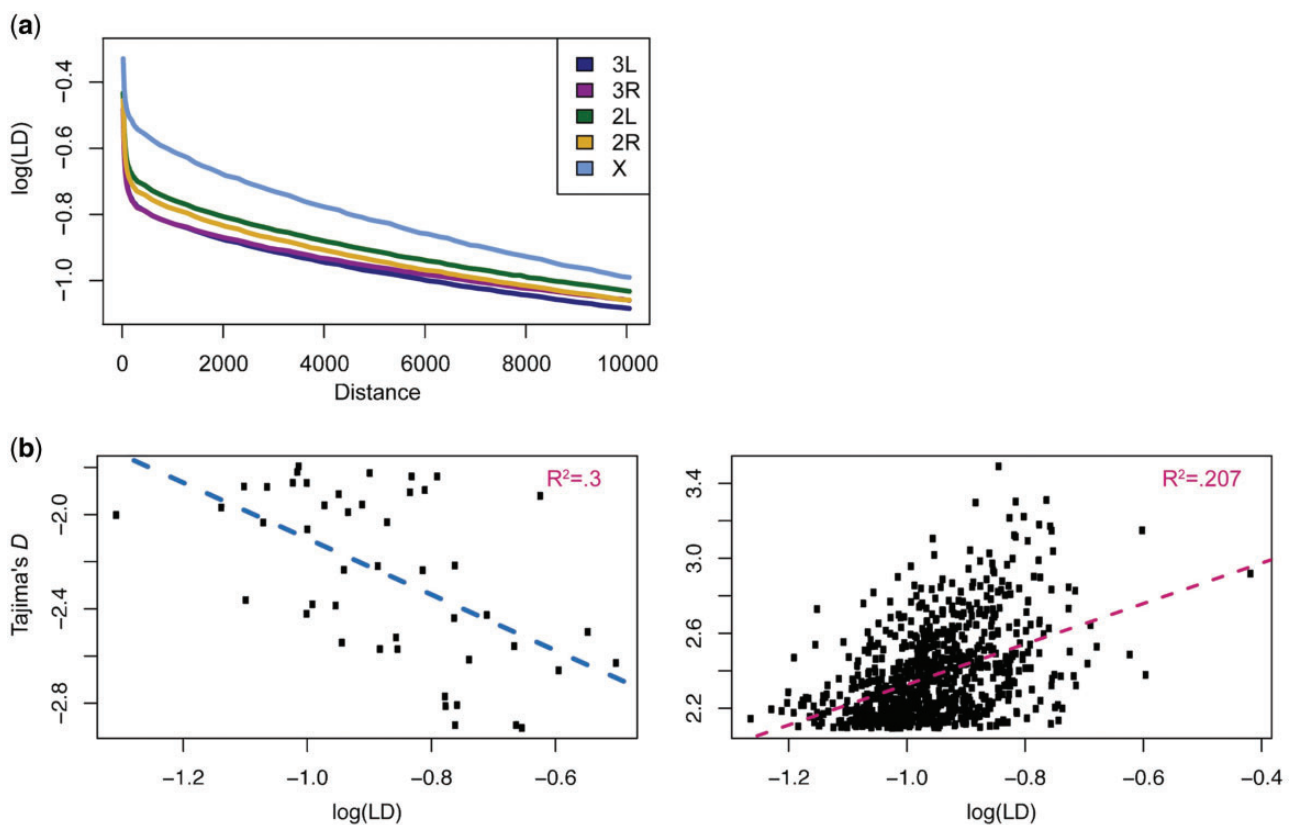 (a)
log(LD)
−0.4
−0.6
−0.8
−1.0
3L
3R
2L
2R
X
0 2000 4000 6000 8000 10000
Distance
(b)
Tajima's D
−2.0
−2.4
−2.8
R²=.3
−1.2 −1.0 −0.8 −0.6
log(LD)
3.4
3.0
2.6
2.2
R²=.207
−1.2 −1.0 −0.8 −0.6 −0.4
log(LD)